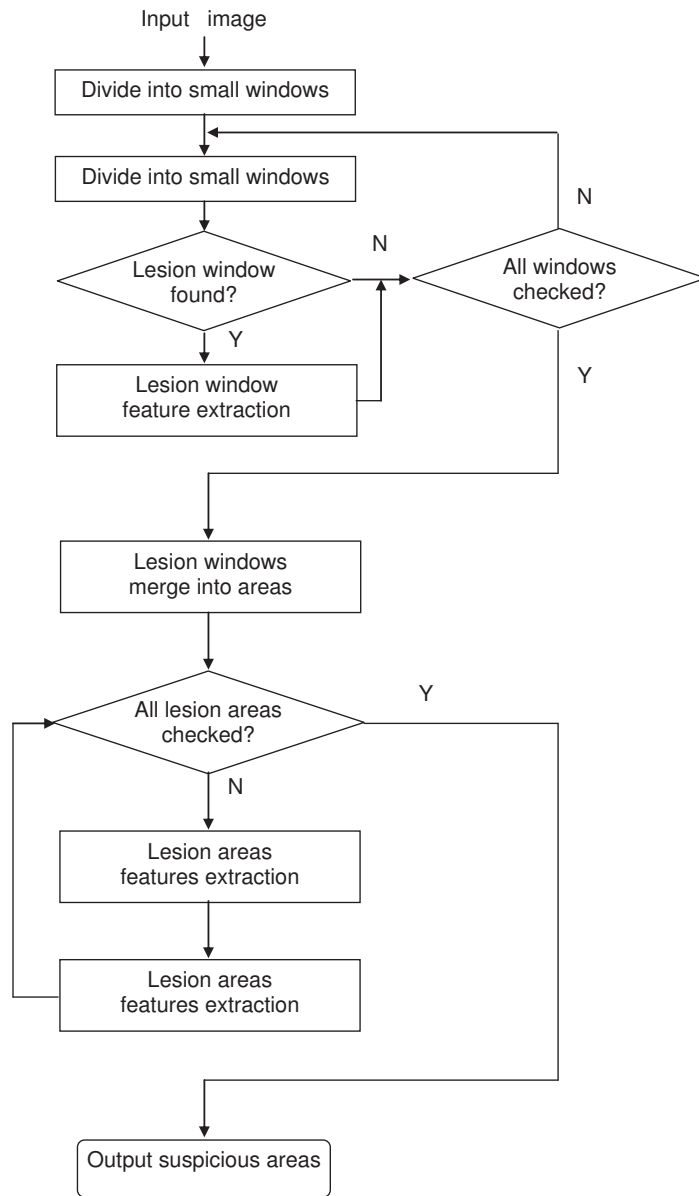 Input image
Divide into small windows
Divide into small windows
N
N
Lesion window
found?
All windows
checked?
Y
Lesion window
feature extraction
Y
Lesion windows
merge into areas
All lesion areas
checked?
Y
N
Lesion areas
features extraction
Lesion areas
features extraction
Output suspicious areas